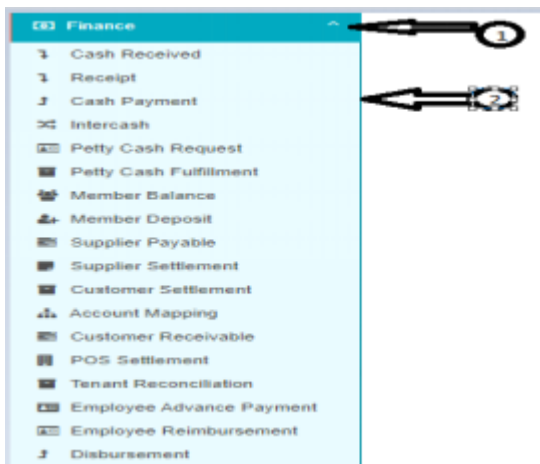 Finance
1
Cash Received
Receipt
Cash Payment
2
Intercash
Petty Cash Request
Petty Cash Fulfillment
Member Balance
Member Deposit
Supplier Payable
Supplier Settlement
Customer Settlement
Account Mapping
Customer Receivable
POS Settlement
Tenant Reconciliation
Employee Advance Payment
Employee Reimbursement
Disbursement